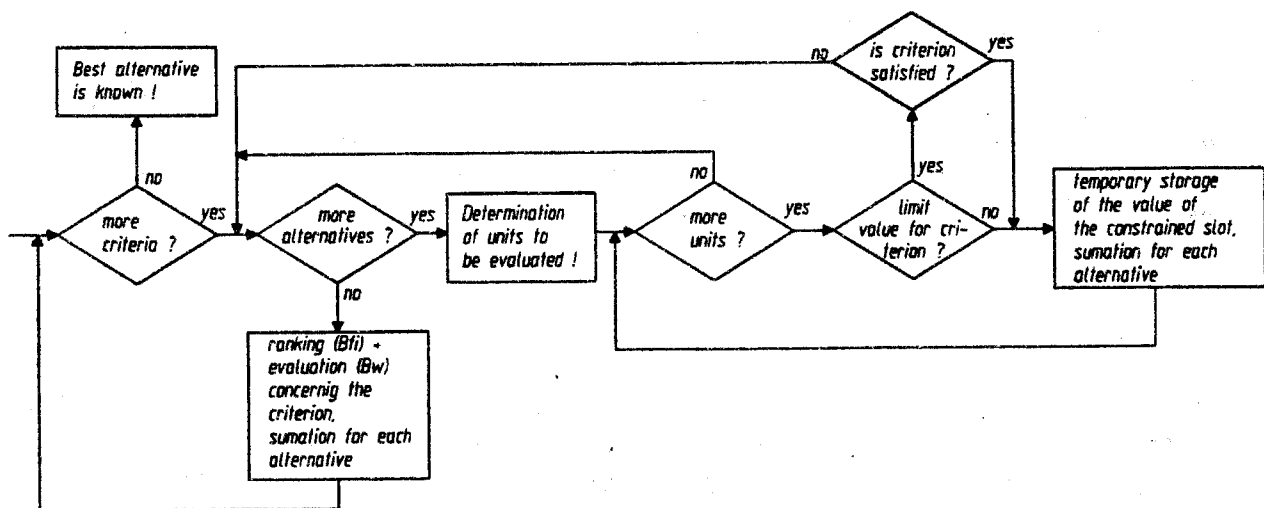 Best alternative
is known !
no
more
criteria ?
yes
more
alternatives ?
yes
no
ranking (Bfi) +
evaluation (Bw)
concernig the
criterion,
sumation for each
alternative
Determination
of units to
be evaluated !
no
more
units ?
yes
no
is criterion
satisfied ?
yes
yes
limit
value for cri-
terion ?
no
temporary storage
of the value of
the constrained slot,
sumation for each
alternative